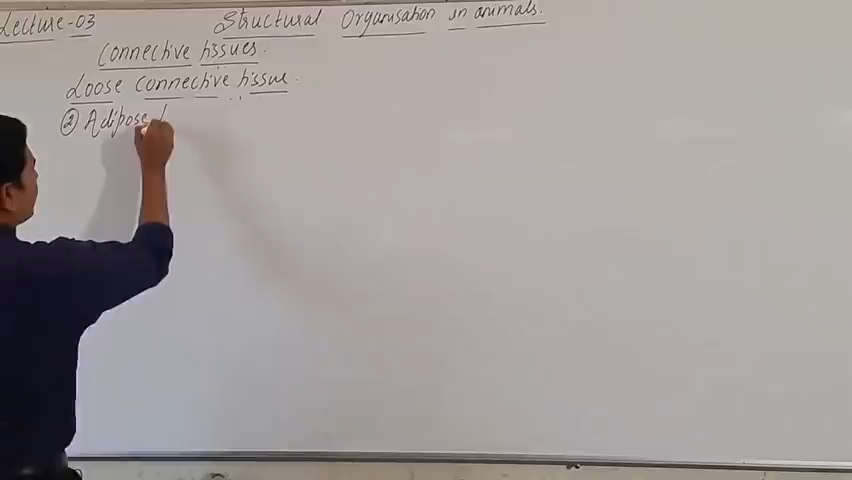 Lecture-03 Structural Organisation in animals.
Connective tissues.
Loose connective tissue.
② Adipose